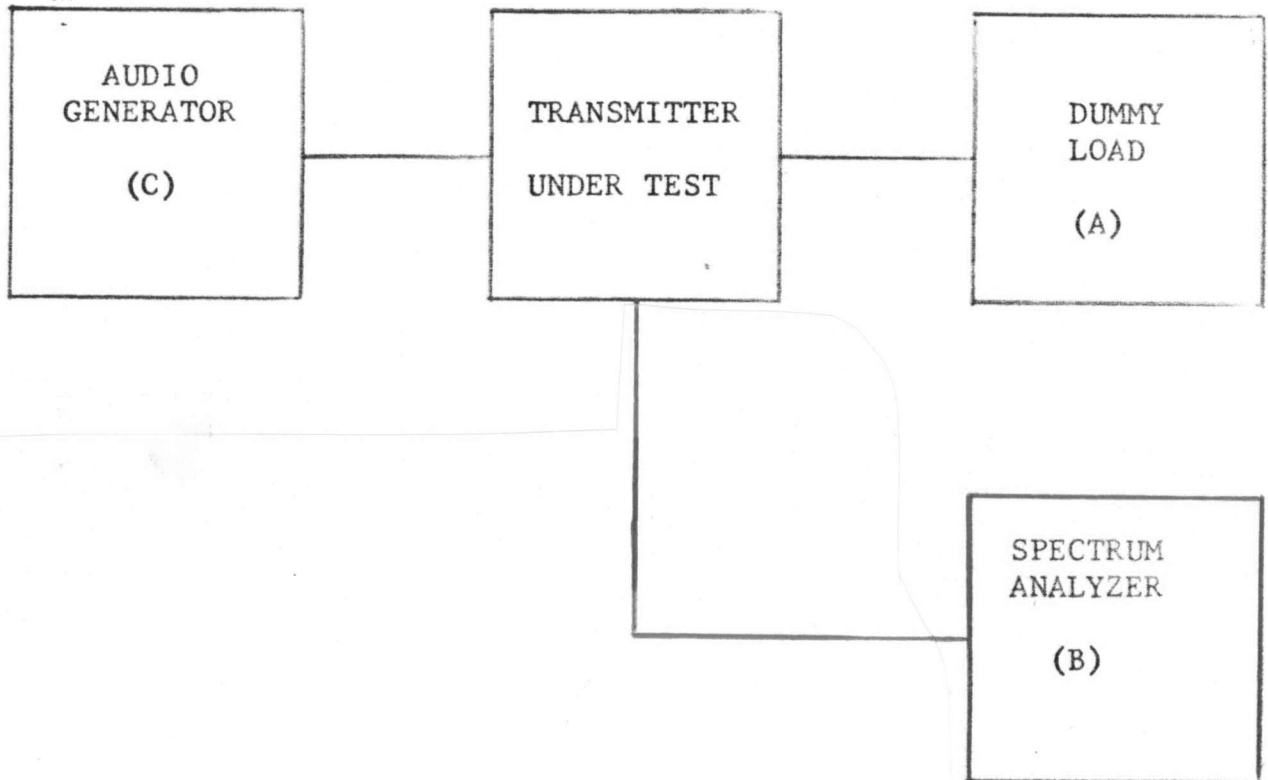 AUDIO
GENERATOR
(C)
TRANSMITTER
UNDER TEST
DUMMY
LOAD
(A)
SPECTRUM
ANALYZER
(B)